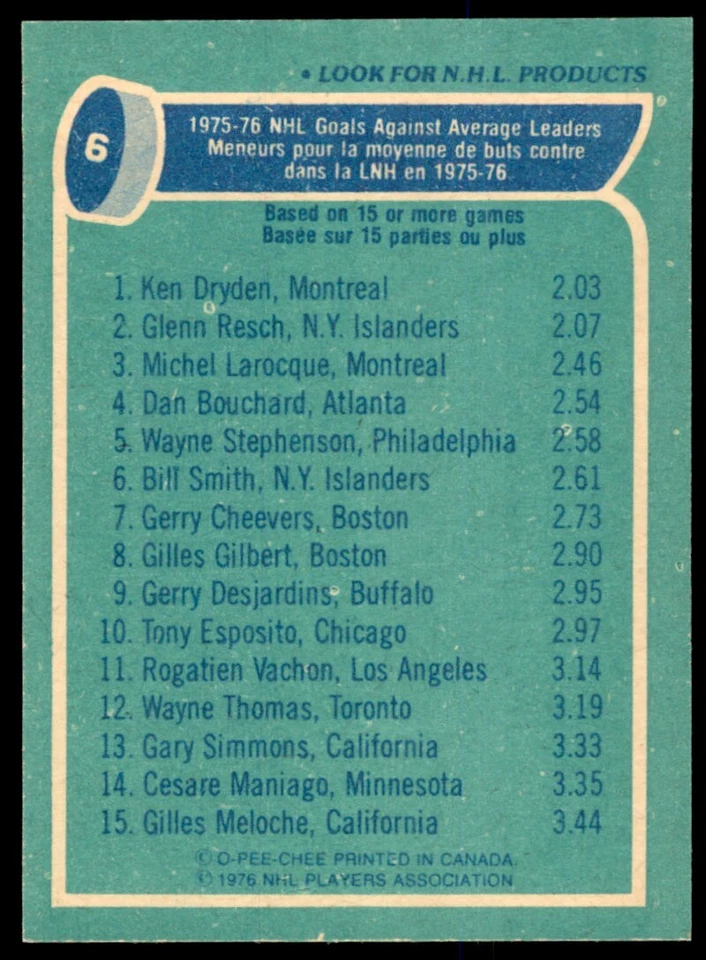 • LOOK FOR N.H.L. PRODUCTS
6
1975-76 NHL Goals Against Average Leaders
Meneurs pour la moyenne de buts contre
dans la LNH en 1975-76
Based on 15 or more games
Basée sur 15 parties ou plus
1. Ken Dryden, Montreal 2.03
2. Glenn Resch, N.Y. Islanders 2.07
3. Michel Larocque, Montreal 2.46
4. Dan Bouchard, Atlanta 2.54
5. Wayne Stephenson, Philadelphia 2.58
6. Bill Smith, N.Y. Islanders 2.61
7. Gerry Cheevers, Boston 2.73
8. Gilles Gilbert, Boston 2.90
9. Gerry Desjardins, Buffalo 2.95
10. Tony Esposito, Chicago 2.97
11. Rogatien Vachon, Los Angeles 3.14
12. Wayne Thomas, Toronto 3.19
13. Gary Simmons, California 3.33
14. Cesare Maniago, Minnesota 3.35
15. Gilles Meloche, California 3.44
© O-PEE-CHEE PRINTED IN CANADA.
© 1976 NHL PLAYERS ASSOCIATION